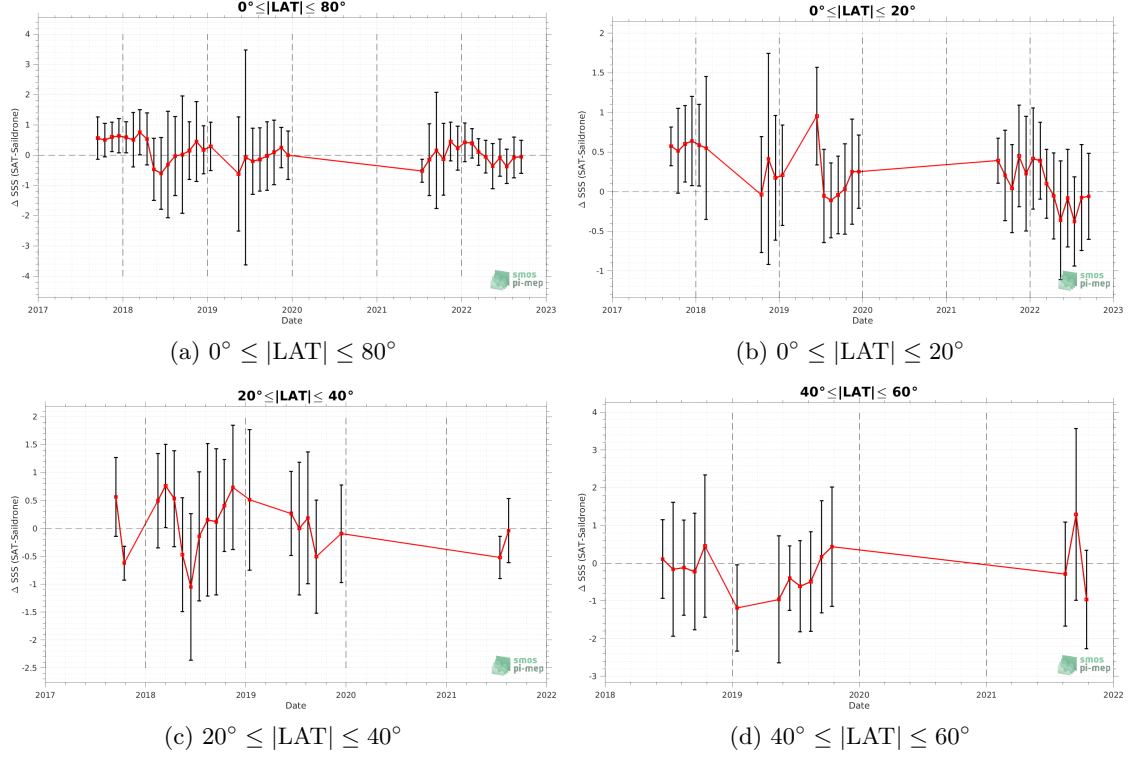 0°≤|LAT|≤ 80°
4
3
2
1
0
-1
-2
-3
-4
Δ SSS (SAT-Saildrone)
2017
2018
2019
2020
2021
2022
2023
Date
smos
pi-mep
(a) 0° ≤ |LAT| ≤ 80°
0°≤|LAT|≤ 20°
2
1.5
1
0.5
0
-0.5
-1
Δ SSS (SAT-Saildrone)
2017
2018
2019
2020
2021
2022
2023
Date
smos
pi-mep
(b) 0° ≤ |LAT| ≤ 20°
20°≤|LAT|≤ 40°
2
1.5
1
0.5
0
-0.5
-1
-1.5
-2
-2.5
Δ SSS (SAT-Saildrone)
2017
2018
2019
2020
2021
2022
Date
smos
pi-mep
(c) 20° ≤ |LAT| ≤ 40°
40°≤|LAT|≤ 60°
4
3
2
1
0
-1
-2
-3
Δ SSS (SAT-Saildrone)
2018
2019
2020
2021
2022
Date
smos
pi-mep
(d) 40° ≤ |LAT| ≤ 60°